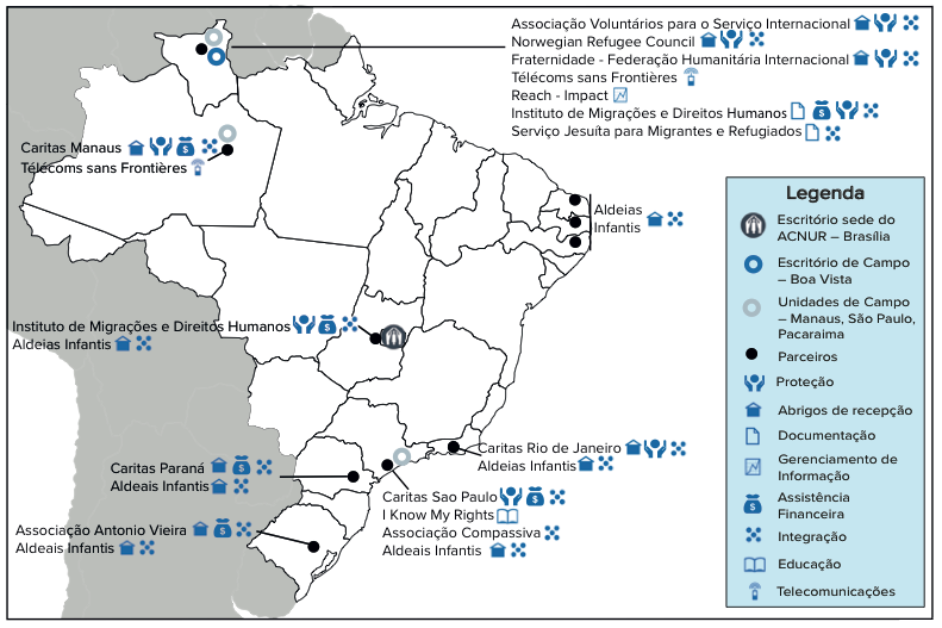 Associação Voluntários para o Serviço Internacional
Norwegian Refugee Council
Fraternidade - Federação Humanitária Internacional
Télécoms sans Frontières
Reach - Impact
Instituto de Migrações e Direitos Humanos
Serviço Jesuíta para Migrantes e Refugiados
Caritas Manaus
Télécoms sans Frontières
Aldeias
Infantis
Instituto de Migrações e Direitos Humanos
Aldeias Infantis
Caritas Rio de Janeiro
Aldeias Infantis
Caritas Paraná
Aldeais Infantis
Caritas Sao Paulo
I Know My Rights
Associação Compassiva
Aldeais Infantis
Associação Antonio Vieira
Aldeais Infantis
Legenda
Escritório sede do
ACNUR – Brasília
Escritório de Campo
– Boa Vista
Unidades de Campo
– Manaus, São Paulo,
Pacaraima
Parceiros
Proteção
Abrigos de recepção
Documentação
Gerenciamento de
Informação
Assistência
Financeira
Integração
Educação
Telecomunicações